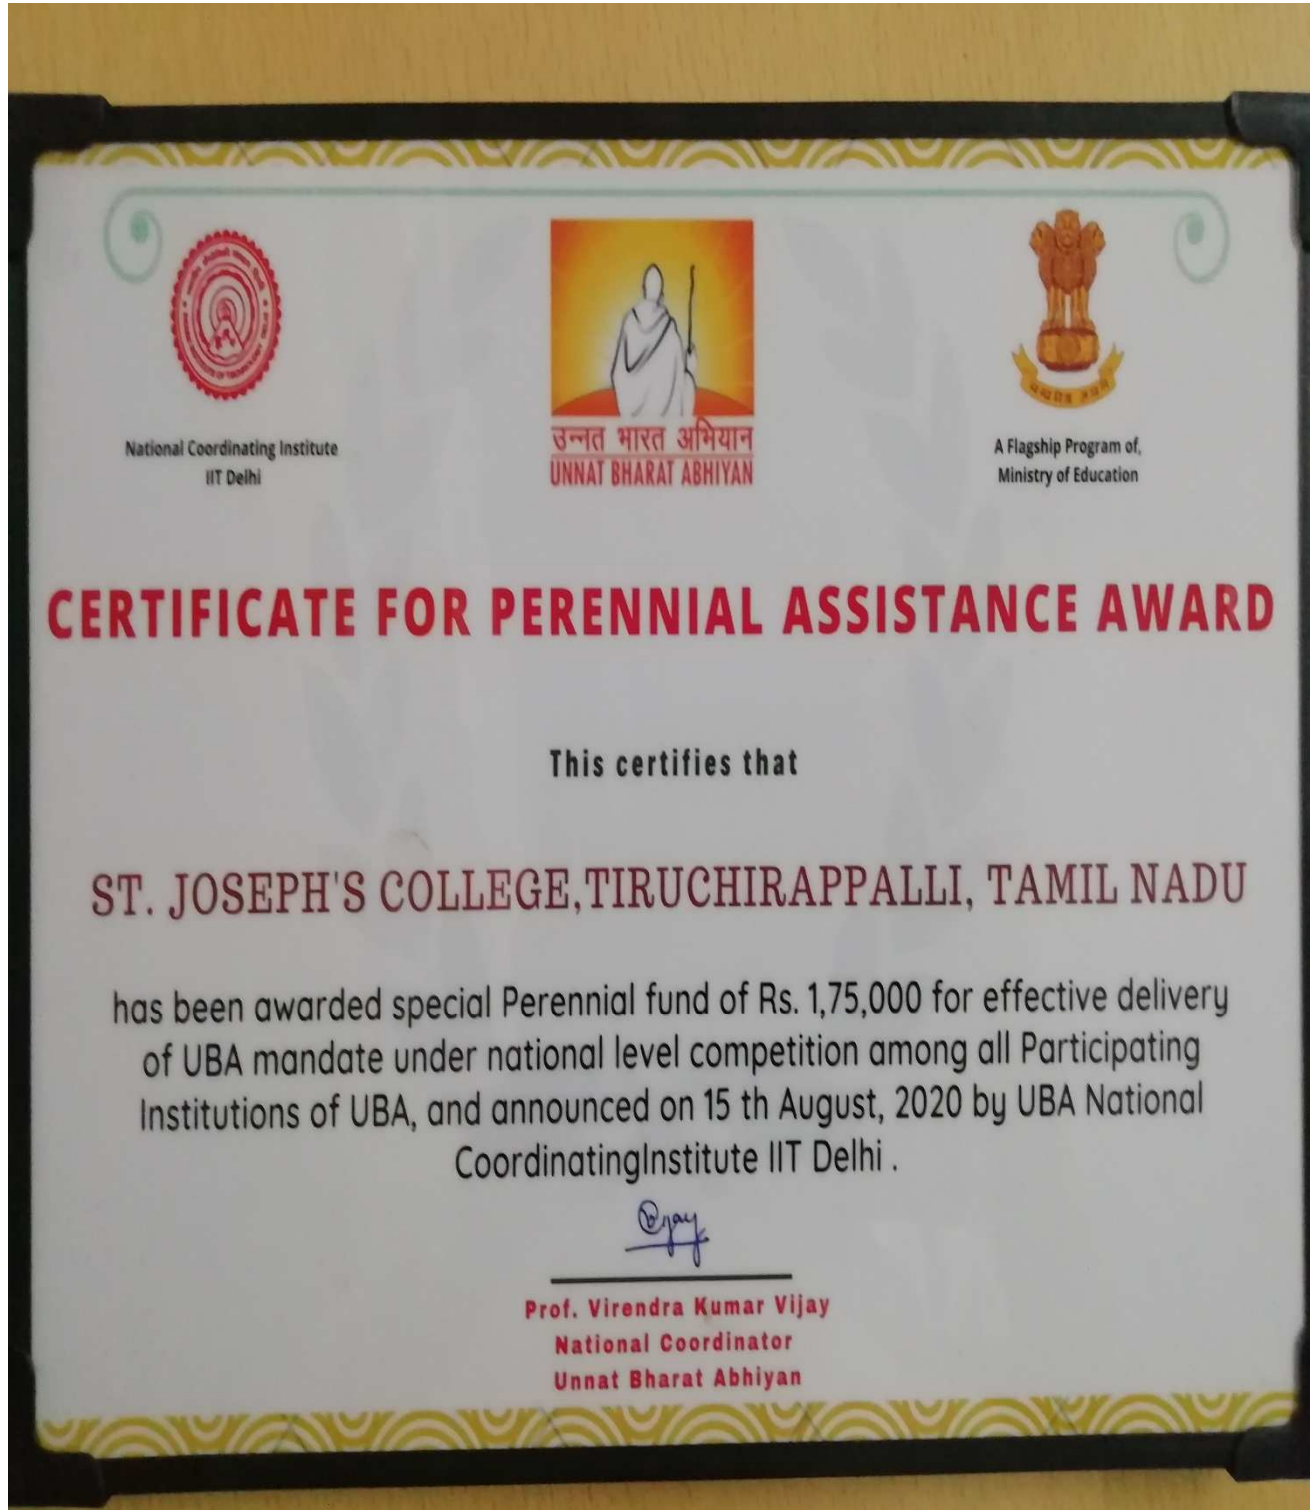 National Coordinating Institute
IIT Delhi
उन्नत भारत अभियान
UNNAT BHARAT ABHIYAN
A Flagship Program of,
Ministry of Education
CERTIFICATE FOR PERENNIAL ASSISTANCE AWARD
This certifies that
ST. JOSEPH'S COLLEGE,TIRUCHIRAPPALLI, TAMIL NADU
has been awarded special Perennial fund of Rs. 1,75,000 for effective delivery
of UBA mandate under national level competition among all Participating
Institutions of UBA, and announced on 15 th August, 2020 by UBA National
CoordinatingInstitute IIT Delhi .
Vijay
Prof. Virendra Kumar Vijay
National Coordinator
Unnat Bharat Abhiyan